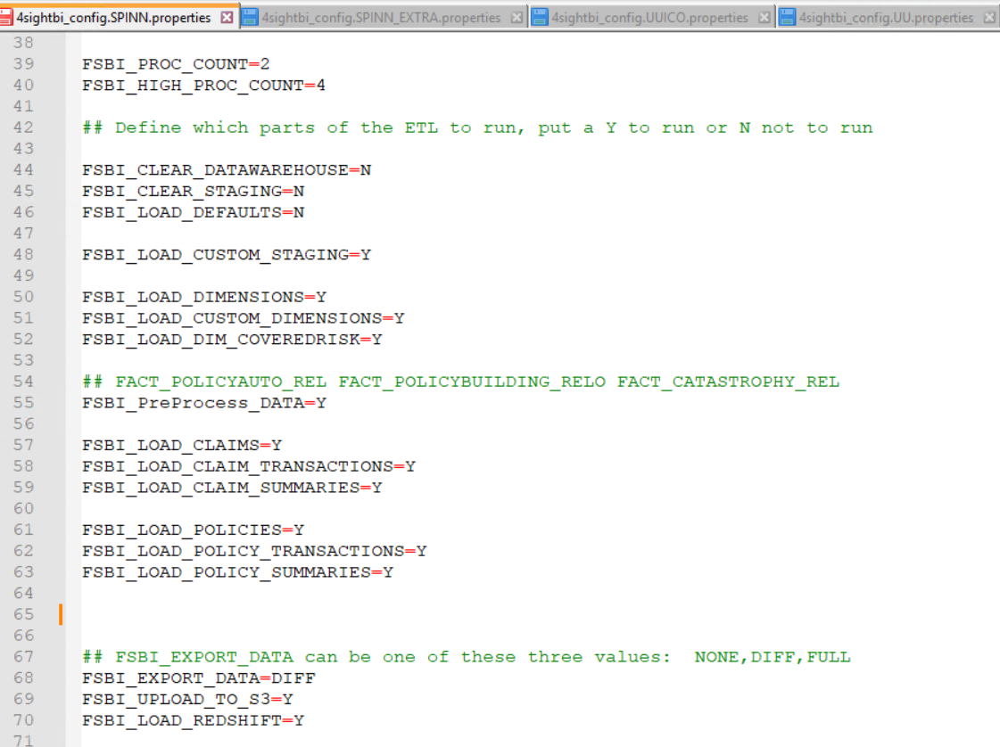 4sightbi_config.SPINN.properties 4sightbi_config.SPINN_EXTRA.properties 4sightbi_config.UUICO.properties 4sightbi_config.UU.properties
38
39 FSBI_PROC_COUNT=2
40 FSBI_HIGH_PROC_COUNT=4
41
42 ## Define which parts of the ETL to run, put a Y to run or N not to run
43
44 FSBI_CLEAR_DATAWAREHOUSE=N
45 FSBI_CLEAR_STAGING=N
46 FSBI_LOAD_DEFAULTS=N
47
48 FSBI_LOAD_CUSTOM_STAGING=Y
49
50 FSBI_LOAD_DIMENSIONS=Y
51 FSBI_LOAD_CUSTOM_DIMENSIONS=Y
52 FSBI_LOAD_DIM_COVEREDRISK=Y
53
54 ## FACT_POLICYAUTO_REL FACT_POLICYBUILDING_RELO FACT_CATASTROPHY_REL
55 FSBI_PreProcess_DATA=Y
56
57 FSBI_LOAD_CLAIMS=Y
58 FSBI_LOAD_CLAIM_TRANSACTIONS=Y
59 FSBI_LOAD_CLAIM_SUMMARIES=Y
60
61 FSBI_LOAD_POLICIES=Y
62 FSBI_LOAD_POLICY_TRANSACTIONS=Y
63 FSBI_LOAD_POLICY_SUMMARIES=Y
64
65
66
67 ## FSBI_EXPORT_DATA can be one of these three values:  NONE,DIFF,FULL
68 FSBI_EXPORT_DATA=DIFF
69 FSBI_UPLOAD_TO_S3=Y
70 FSBI_LOAD_REDSHIFT=Y
71